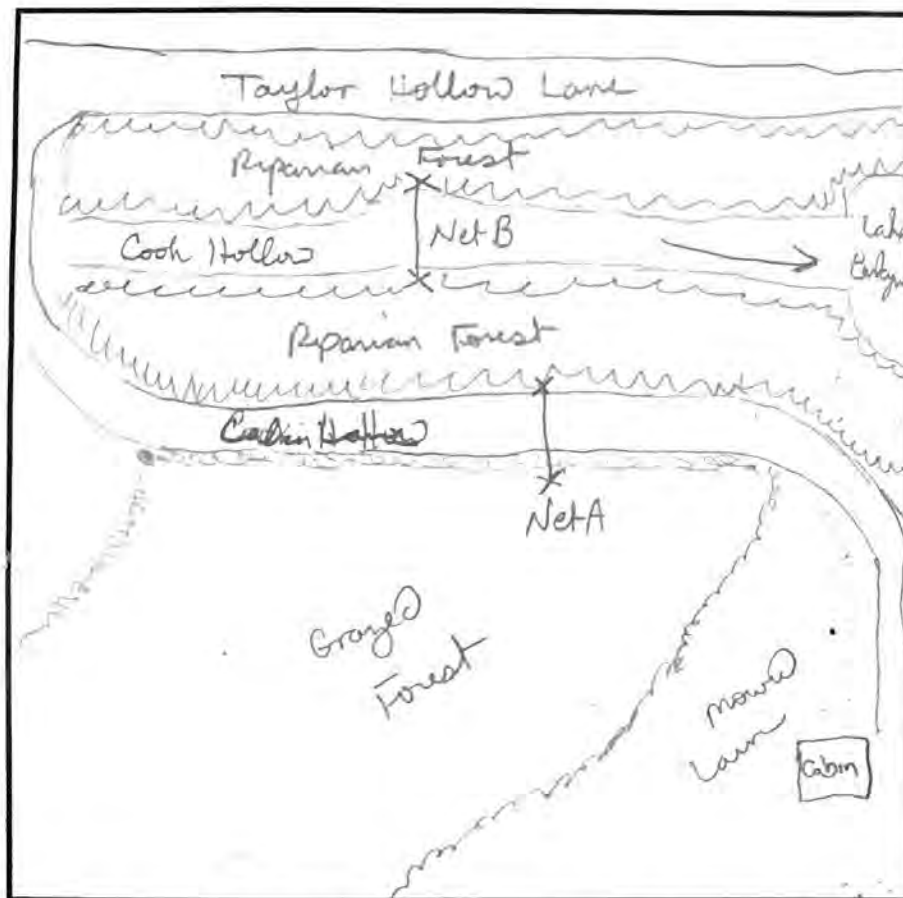 Taylor Hollow Lane
Riparian Forest
Net B
Cook Hollow
Riparian Forest
Cabin Hollow
Net A
Grazed
Forest
Mowed
Lawn
Cabin